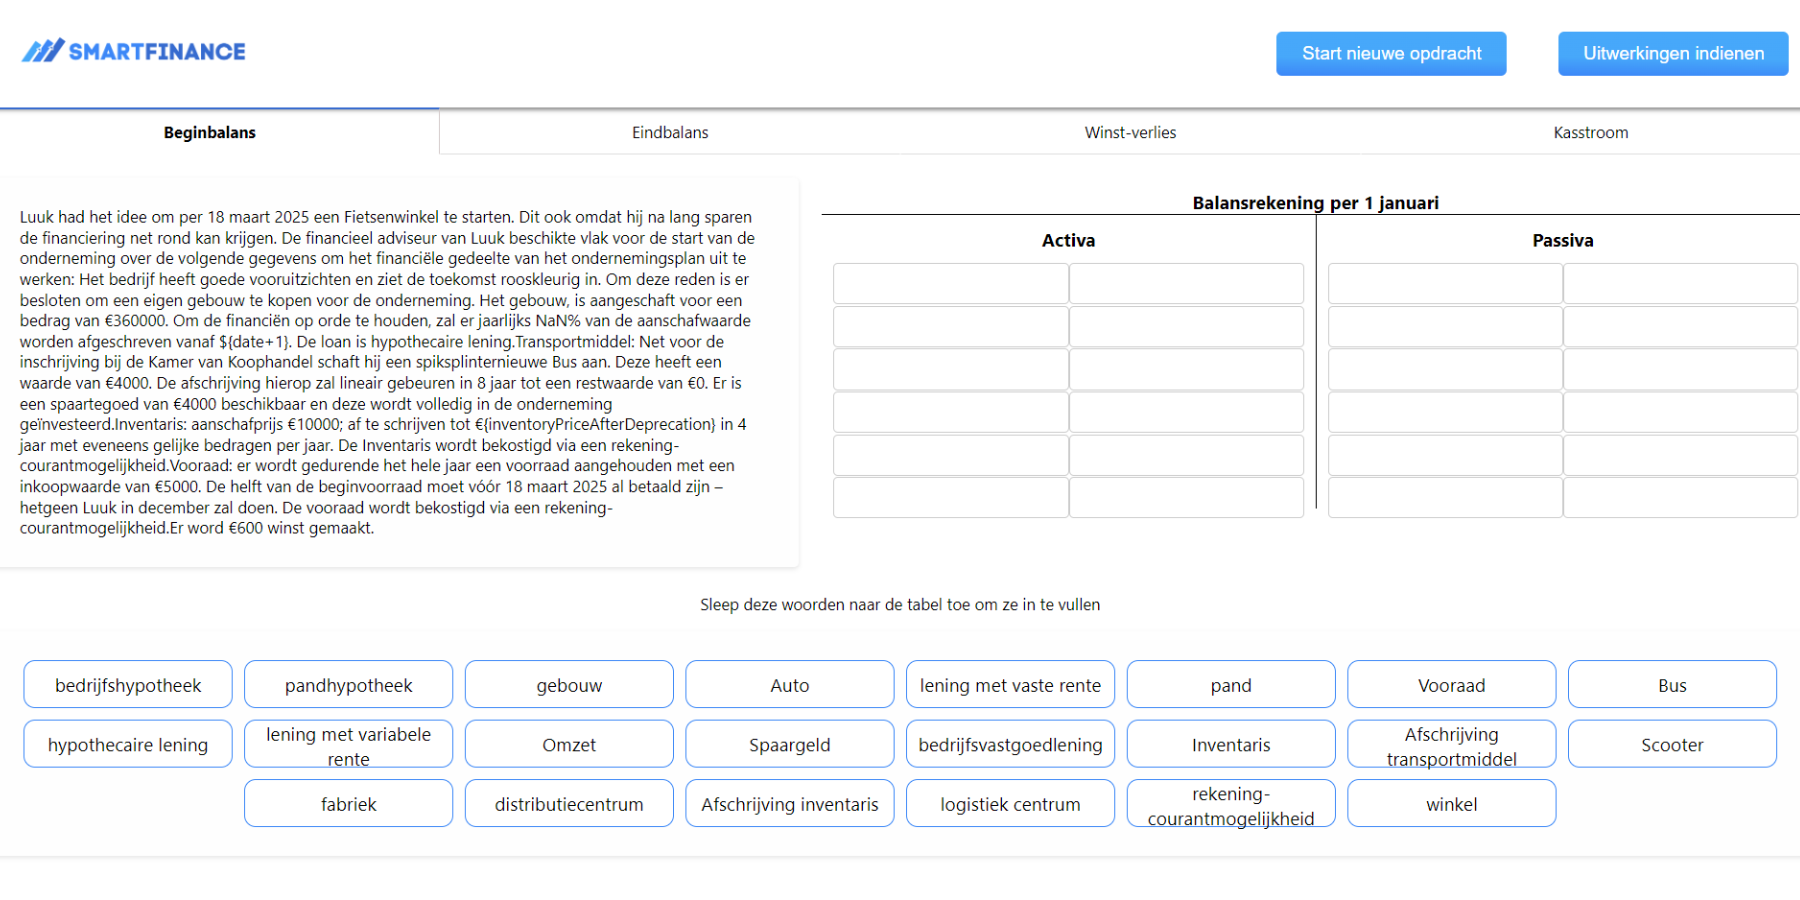 SMARTFINANCE
Start nieuwe opdracht
Uitwerkingen indienen
Beginbalans
Eindbalans
Winst-verlies
Kasstroom
Luuk had het idee om per 18 maart 2025 een Fietsenwinkel te starten. Dit ook omdat hij na lang sparen
de financiering net rond kan krijgen. De financieel adviseur van Luuk beschikte vlak voor de start van de
onderneming over de volgende gegevens om het financiële gedeelte van het ondernemingsplan uit te
werken: Het bedrijf heeft goede vooruitzichten en ziet de toekomst rooskleurig in. Om deze reden is er
besloten om een eigen gebouw te kopen voor de onderneming. Het gebouw, is aangeschaft voor een
bedrag van €360000. Om de financiën op orde te houden, zal er jaarlijks NaN% van de aanschafwaarde
worden afgeschreven vanaf ${date+1}. De loan is hypothecaire lening.Transportmiddel: Net voor de
inschrijving bij de Kamer van Koophandel schaft hij een spiksplinternieuwe Bus aan. Deze heeft een
waarde van €4000. De afschrijving hierop zal lineair gebeuren in 8 jaar tot een restwaarde van €0. Er is
een spaartegoed van €4000 beschikbaar en deze wordt volledig in de onderneming
geïnvesteerd.Inventaris: aanschafprijs €10000; af te schrijven tot €{inventoryPriceAfterDeprecation} in 4
jaar met eveneens gelijke bedragen per jaar. De Inventaris wordt bekostigd via een rekening-
courantmogelijkheid.Vooraad: er wordt gedurende het hele jaar een voorraad aangehouden met een
inkoopwaarde van €5000. De helft van de beginvoorraad moet vóór 18 maart 2025 al betaald zijn –
hetgeen Luuk in december zal doen. De vooraad wordt bekostigd via een rekening-
courantmogelijkheid.Er word €600 winst gemaakt.
Balansrekening per 1 januari
Activa
Passiva
Sleep deze woorden naar de tabel toe om ze in te vullen
bedrijfshypotheek
pandhypotheek
gebouw
Auto
lening met vaste rente
pand
Vooraad
Bus
hypothecaire lening
lening met variabele
rente
Omzet
Spaargeld
bedrijfsvastgoedlening
Inventaris
Afschrijving
transportmiddel
Scooter
fabriek
distributiecentrum
Afschrijving inventaris
logistiek centrum
rekening-
courantmogelijkheid
winkel